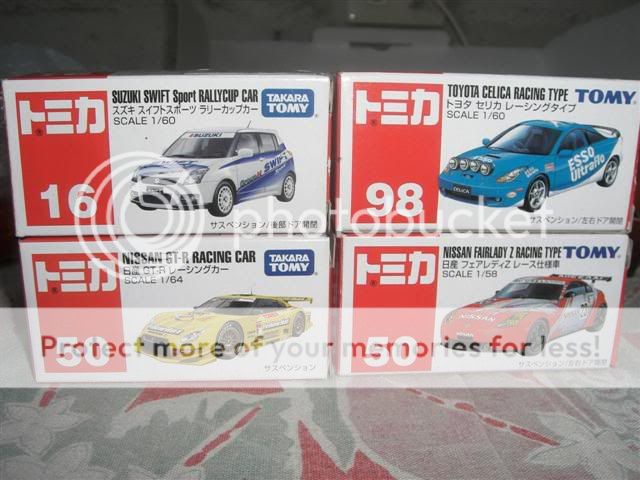 トミカ
16
SUZUKI SWIFT Sport RALLYCUP CAR
スズキ スイフトスポーツ ラリーカップカー
SCALE 1/60
TAKARA
TOMY
SUZUKI
SWIFT
サスペンション/後部ドア開閉
トミカ
98
TOYOTA CELICA RACING TYPE
トヨタ セリカ レーシングタイプ
SCALE 1/60
TOMY
ESSO
Ultraflo
CELICA
サスペンション/左右ドア開閉
photobucket
トミカ
50
NISSAN GT-R RACING CAR
日産 GT-R レーシングカー
SCALE 1/64
TAKARA
TOMY
サスペンション
トミカ
50
NISSAN FAIRLADY Z RACING TYPE
日産 フェアレディZ レース仕様車
SCALE 1/58
TOMY
NISSAN
サスペンション/左右ドア開閉
Protect more of your memories for less!